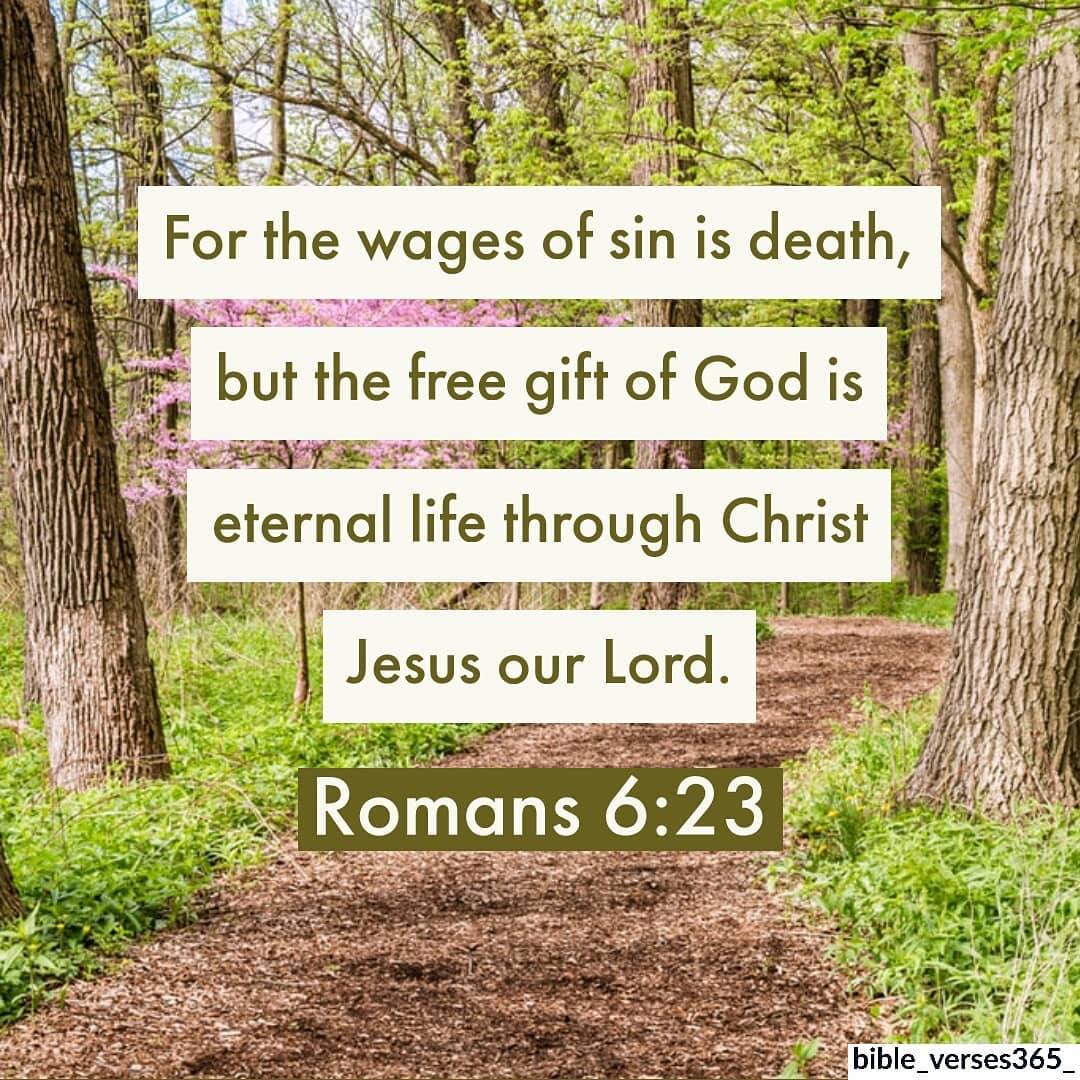 For the wages of sin is death,
but the free gift of God is
eternal life through Christ
Jesus our Lord.
Romans 6:23
bible_verses365_